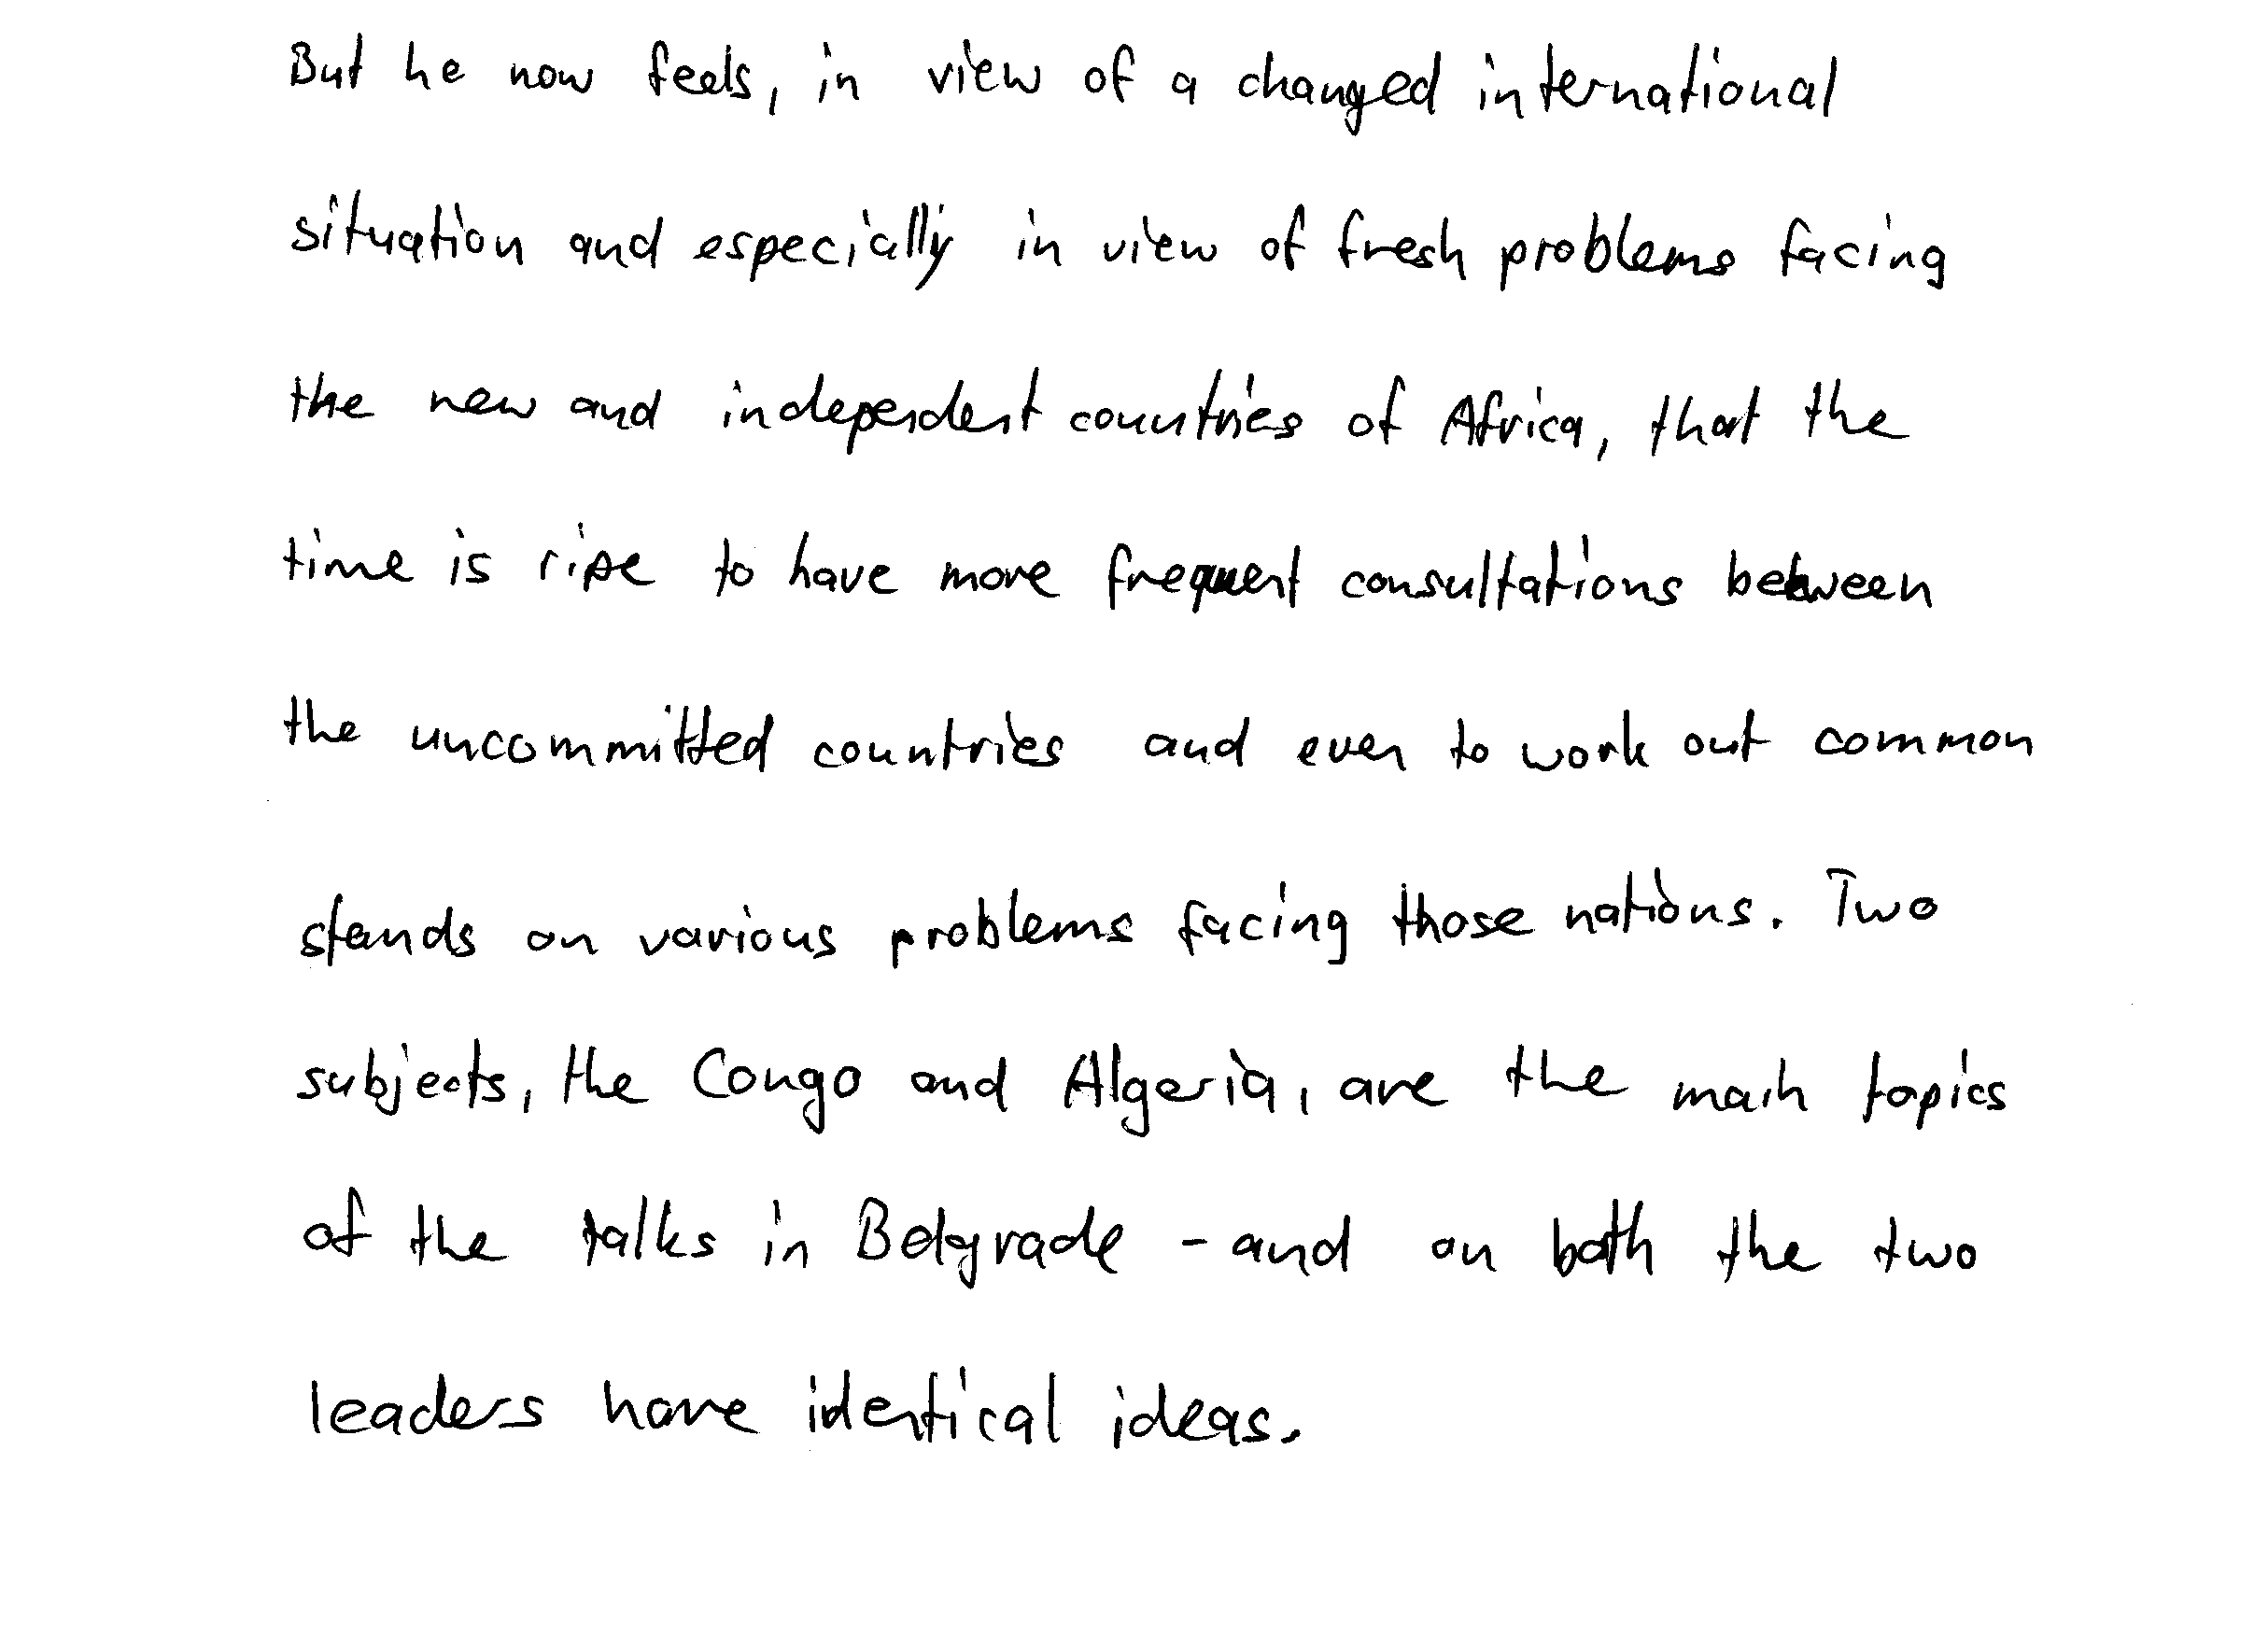 But he now feels, in view of a changed international
situation and especially in view of fresh problems facing
the new and independent countries of Africa, that the
time is ripe to have more frequent consultations between
the uncommitted countries and even to work out common
stands on various problems facing those nations. Two
subjects, the Congo and Algeria, are the main topics
of the talks in Belgrade - and on both the two
leaders have identical ideas.